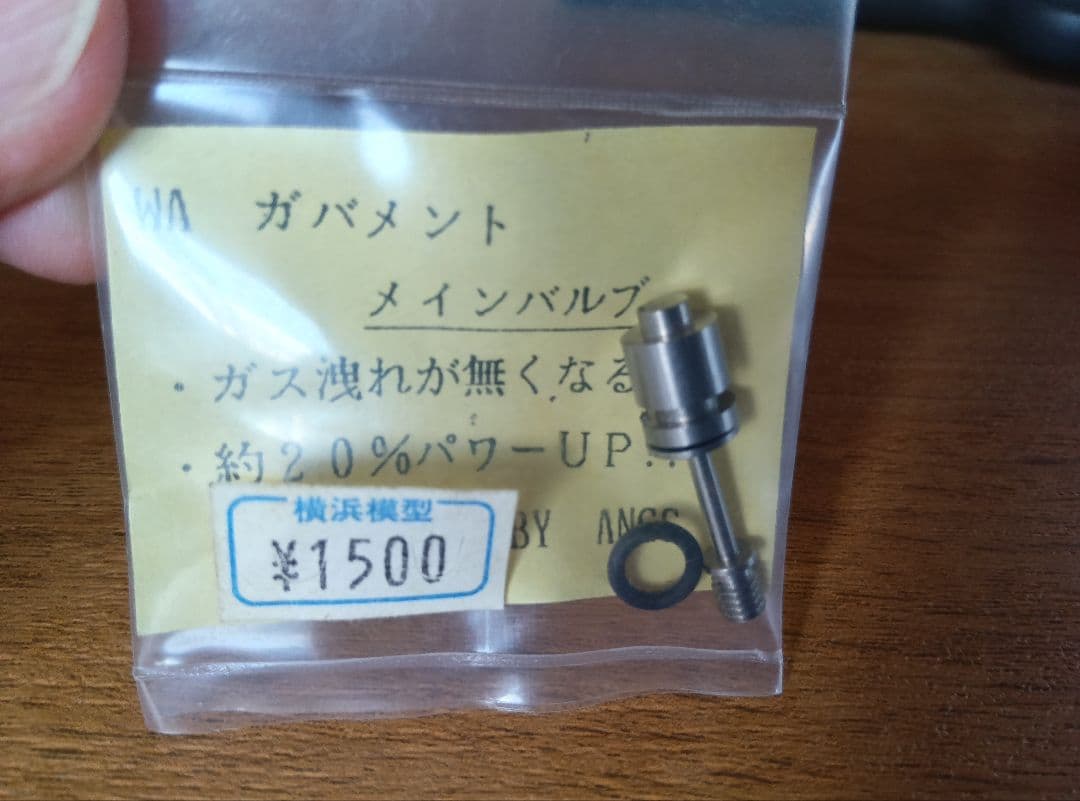 WA ガバメント
メインバルブ
・ガス洩れが無くなる
・約20%パワーUP!!
BY
横浜模型
¥1500